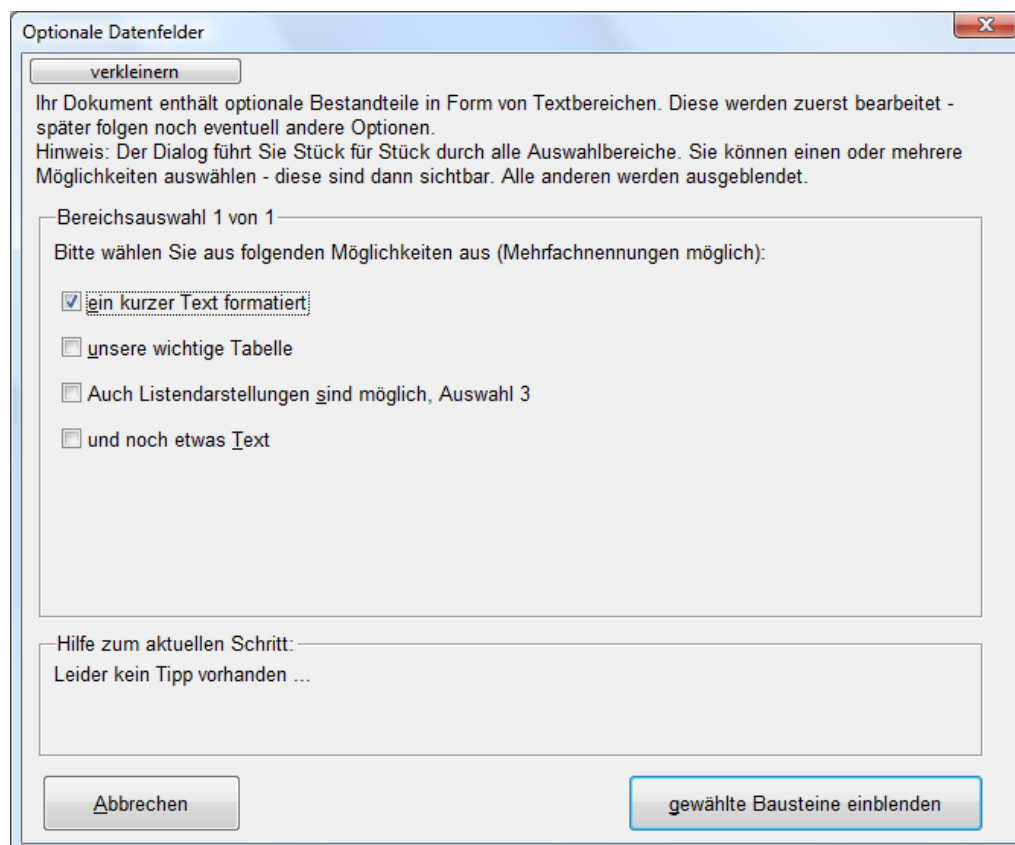 Optionale Datenfelder
verkleinern
Ihr Dokument enthält optionale Bestandteile in Form von Textbereichen. Diese werden zuerst bearbeitet -
später folgen noch eventuell andere Optionen.
Hinweis: Der Dialog führt Sie Stück für Stück durch alle Auswahlbereiche. Sie können einen oder mehrere
Möglichkeiten auswählen - diese sind dann sichtbar. Alle anderen werden ausgeblendet.
Bereichsauswahl 1 von 1
Bitte wählen Sie aus folgenden Möglichkeiten aus (Mehrfachnennungen möglich):
ein kurzer Text formatiert
unsere wichtige Tabelle
Auch Listendarstellungen sind möglich, Auswahl 3
und noch etwas Text
Hilfe zum aktuellen Schritt:
Leider kein Tipp vorhanden ...
Abbrechen
gewählte Bausteine einblenden